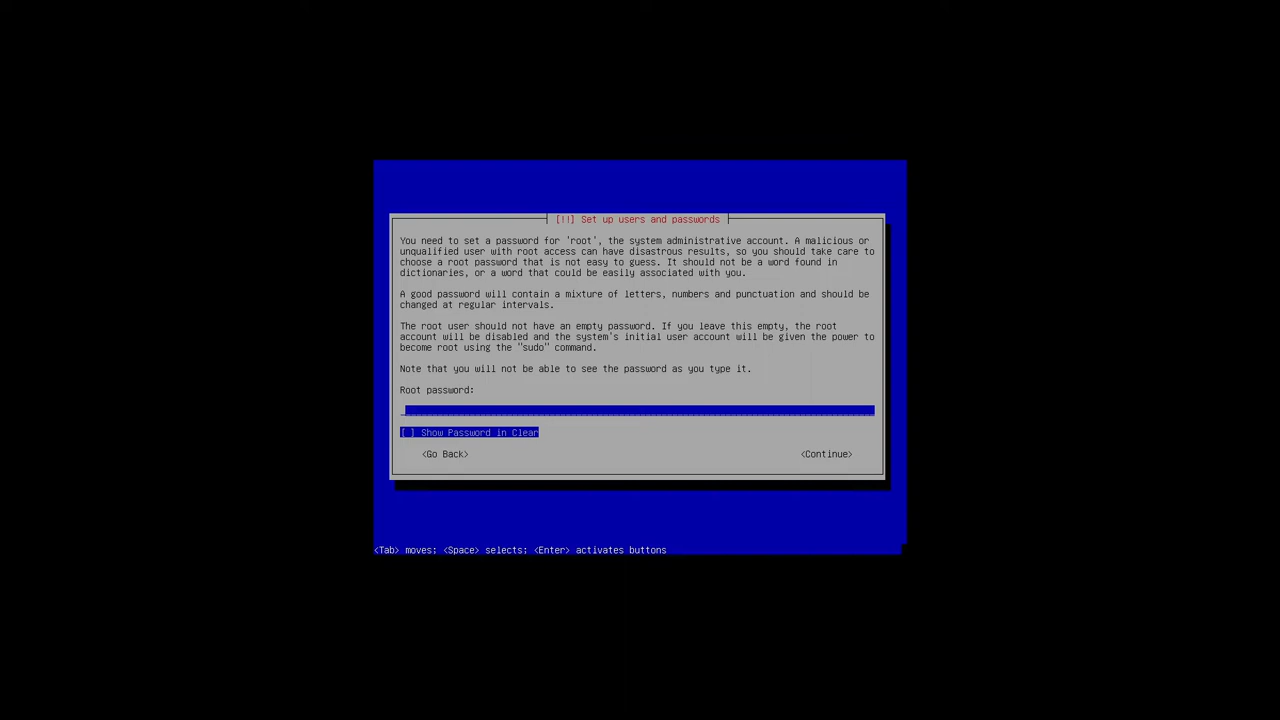 [!!] Set up users and passwords
You need to set a password for 'root', the system administrative account. A malicious or
unqualified user with root access can have disastrous results, so you should take care to
choose a root password that is not easy to guess. It should not be a word found in
dictionaries, or a word that could be easily associated with you.
A good password will contain a mixture of letters, numbers and punctuation and should be
changed at regular intervals.
The root user should not have an empty password. If you leave this empty, the root
account will be disabled and the system's initial user account will be given the power to
become root using the "sudo" command.
Note that you will not be able to see the password as you type it.
Root password:
[ ] Show Password in Clear
<Go Back> <Continue>
<Tab> moves; <Space> selects; <Enter> activates buttons